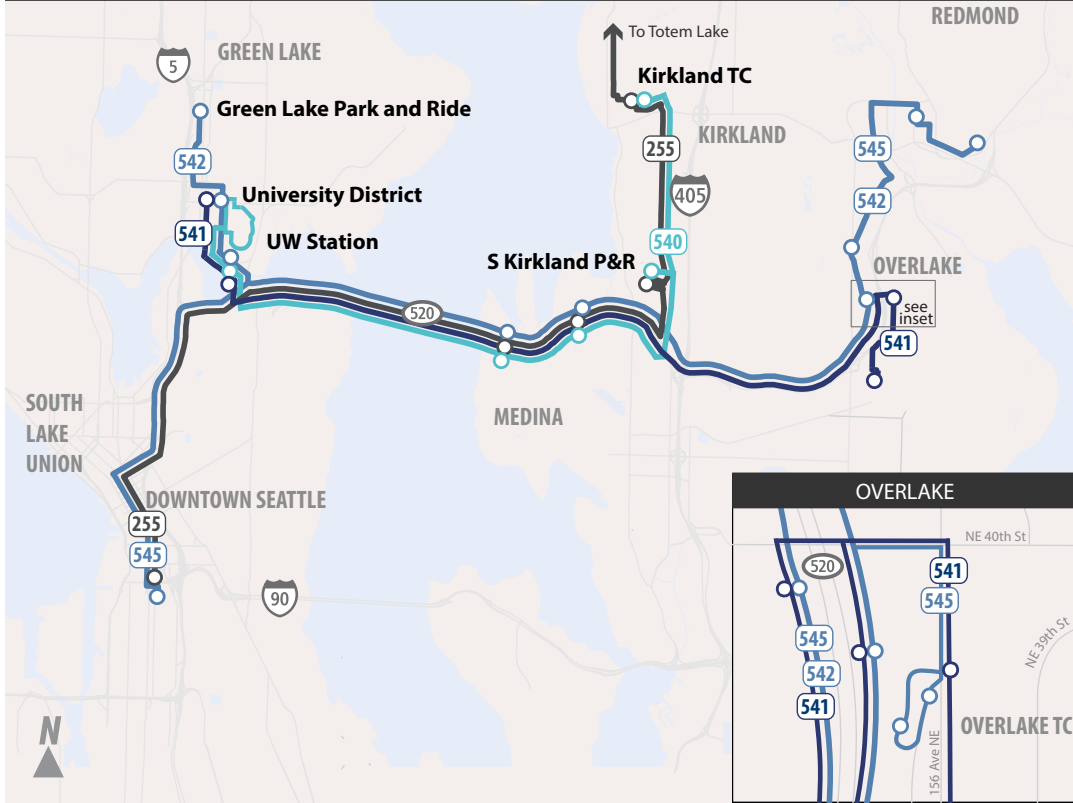 REDMOND
To Totem Lake
5
GREEN LAKE
Kirkland TC
Green Lake Park and Ride
255
KIRKLAND
545
542
405
542
University District
541
UW Station
540
S Kirkland P&R
OVERLAKE
520
see
inset
541
SOUTH
LAKE
UNION
MEDINA
DOWNTOWN SEATTLE
255
545
90
N
OVERLAKE
NE 40th St
520
541
545
NE 39th St
545
542
541
OVERLAKE TC
156 Ave NE